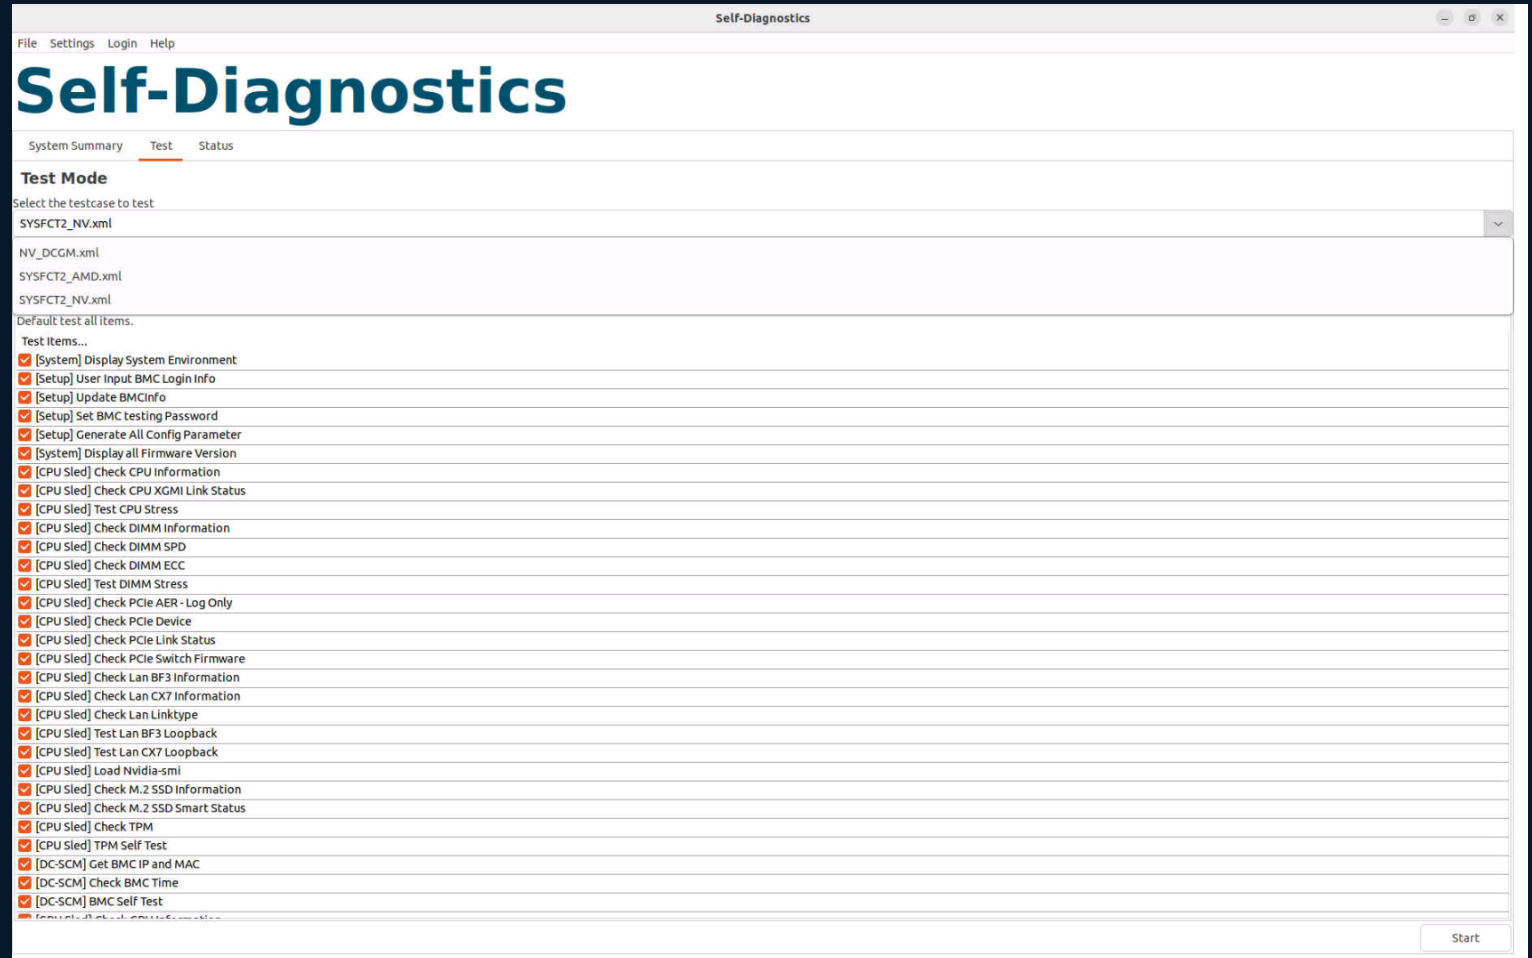 Self-Diagnostics
File Settings Login Help
Self-Diagnostics
System Summary Test Status
Test Mode
Select the testcase to test
SYSFCT2_NV.xml
NV_DCGM.xml
SYSFCT2_AMD.xml
SYSFCT2_NV.xml
Default test all items.
Test Items...
[System] Display System Environment
[Setup] User Input BMC Login Info
[Setup] Update BMCInfo
[Setup] Set BMC testing Password
[Setup] Generate All Config Parameter
[System] Display all Firmware Version
[CPU Sled] Check CPU Information
[CPU Sled] Check CPU XGMI Link Status
[CPU Sled] Test CPU Stress
[CPU Sled] Check DIMM Information
[CPU Sled] Check DIMM SPD
[CPU Sled] Check DIMM ECC
[CPU Sled] Test DIMM Stress
[CPU Sled] Check PCIe AER - Log Only
[CPU Sled] Check PCIe Device
[CPU Sled] Check PCIe Link Status
[CPU Sled] Check PCIe Switch Firmware
[CPU Sled] Check Lan BF3 Information
[CPU Sled] Check Lan CX7 Information
[CPU Sled] Check Lan Linktype
[CPU Sled] Test Lan BF3 Loopback
[CPU Sled] Test Lan CX7 Loopback
[CPU Sled] Load Nvidia-smi
[CPU Sled] Check M.2 SSD Information
[CPU Sled] Check M.2 SSD Smart Status
[CPU Sled] Check TPM
[CPU Sled] TPM Self Test
[DC-SCM] Get BMC IP and MAC
[DC-SCM] Check BMC Time
[DC-SCM] BMC Self Test
Start